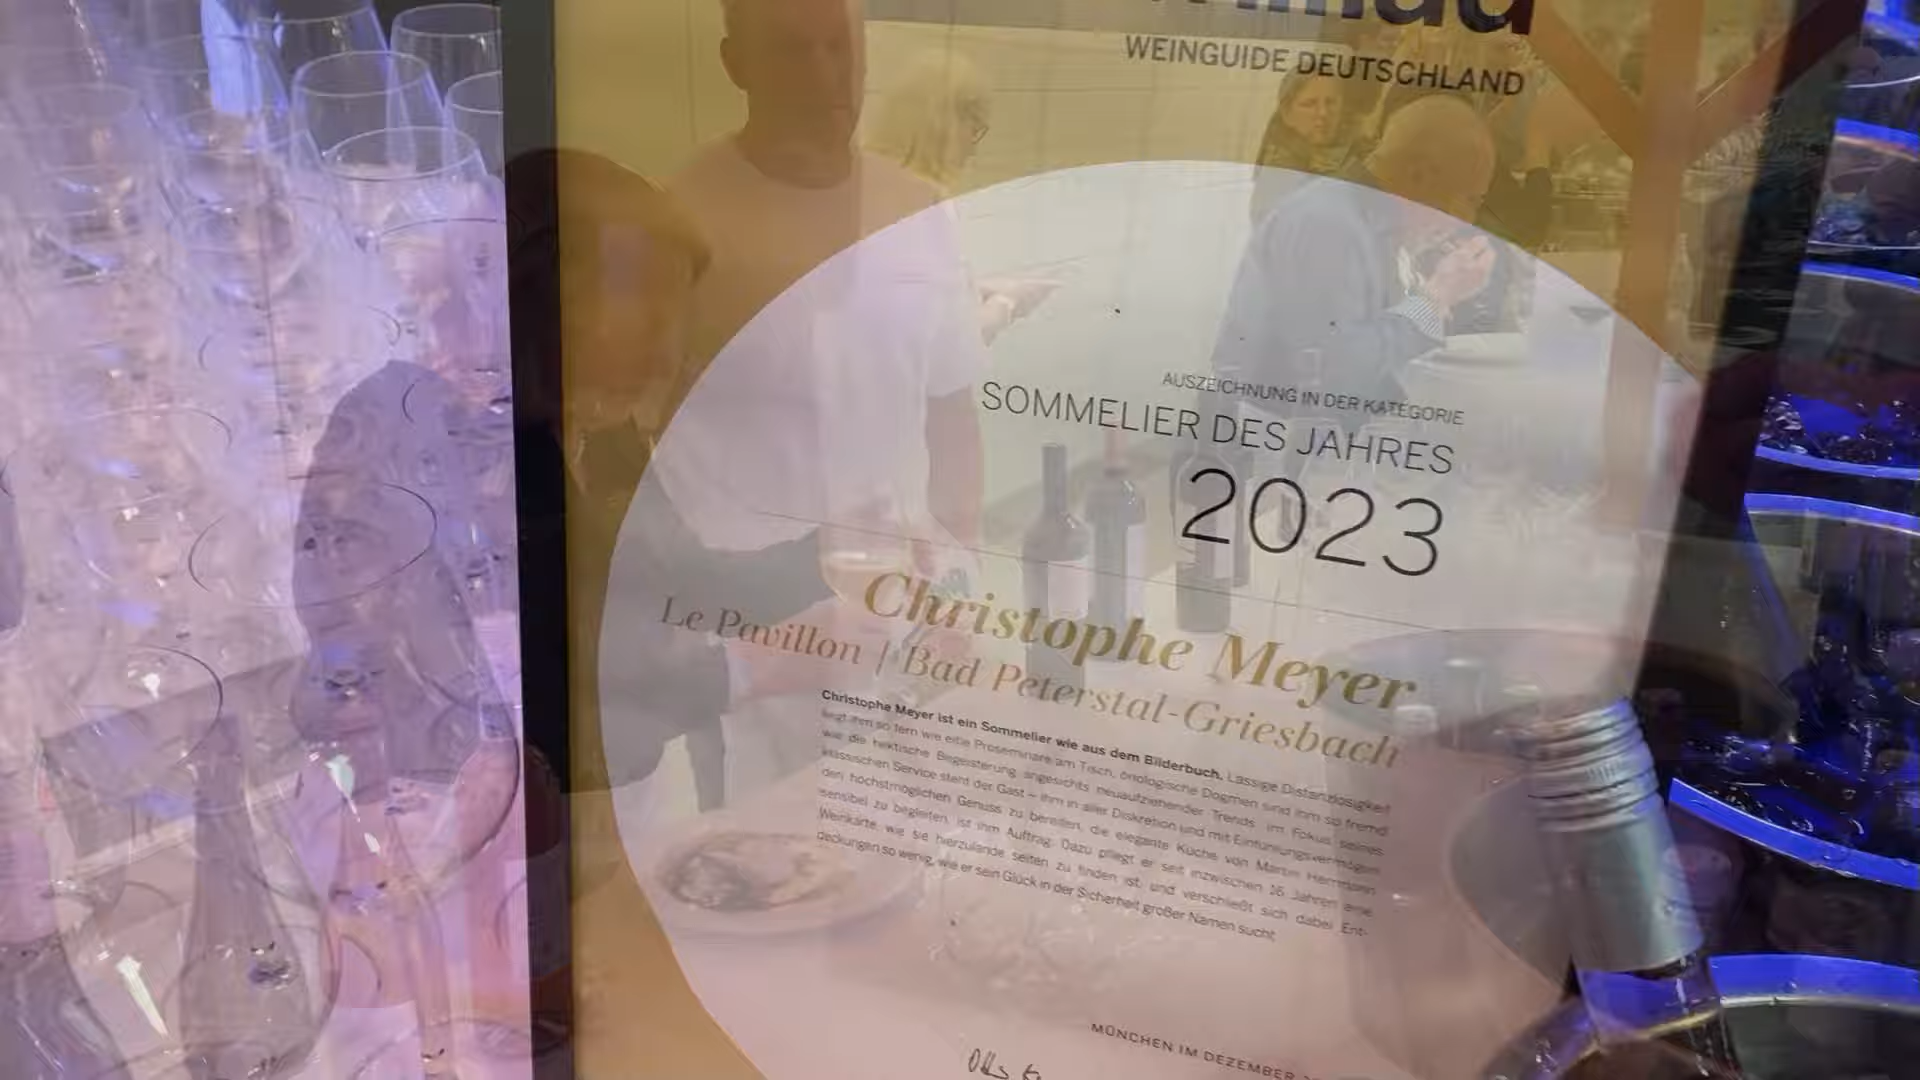 WEINGUIDE DEUTSCHLAND
AUSZEICHNUNG IN DER KATEGORIE
SOMMELIER DES JAHRES
2023
Christophe Meyer
Le Pavillon | Bad Peterstal-Griesbach
Christophe Meyer ist ein Sommelier wie aus dem Bilderbuch. Lässige Distanzlosigkeit
liegt ihm so fern wie eitle Proseminare am Tisch, önologische Dogmen sind ihm so fremd
wie die hektische Begeisterung angesichts neuaufziehender Trends. Im Fokus seines
klassischen Service steht der Gast – ihm in aller Diskretion und mit Einfühlungsvermögen
den höchstmöglichen Genuss zu bereiten, die elegante Küche von Martin Herrmann
sensibel zu begleiten, ist ihm Auftrag. Dazu pflegt er seit inzwischen 16 Jahren eine
Weinkarte, wie sie hierzulande selten zu finden ist, und verschließt sich dabei Ent-
deckungen so wenig, wie er sein Glück in der Sicherheit großer Namen sucht.
MÜNCHEN IM DEZEMBER